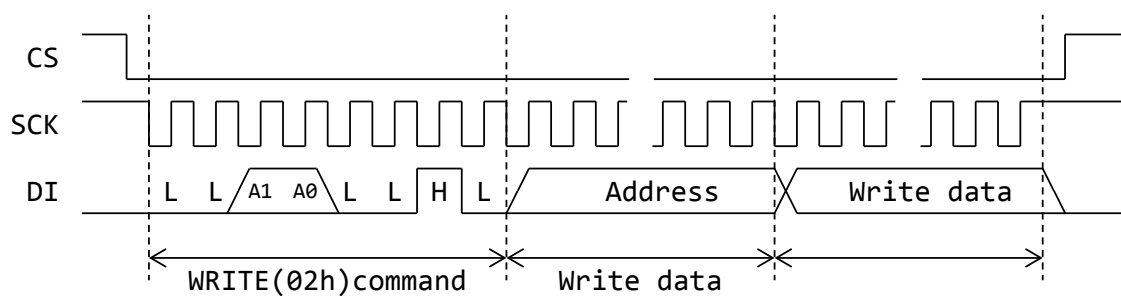 CS
SCK
DI L L A1 A0 L L H L Address Write data
WRITE(02h)command Write data